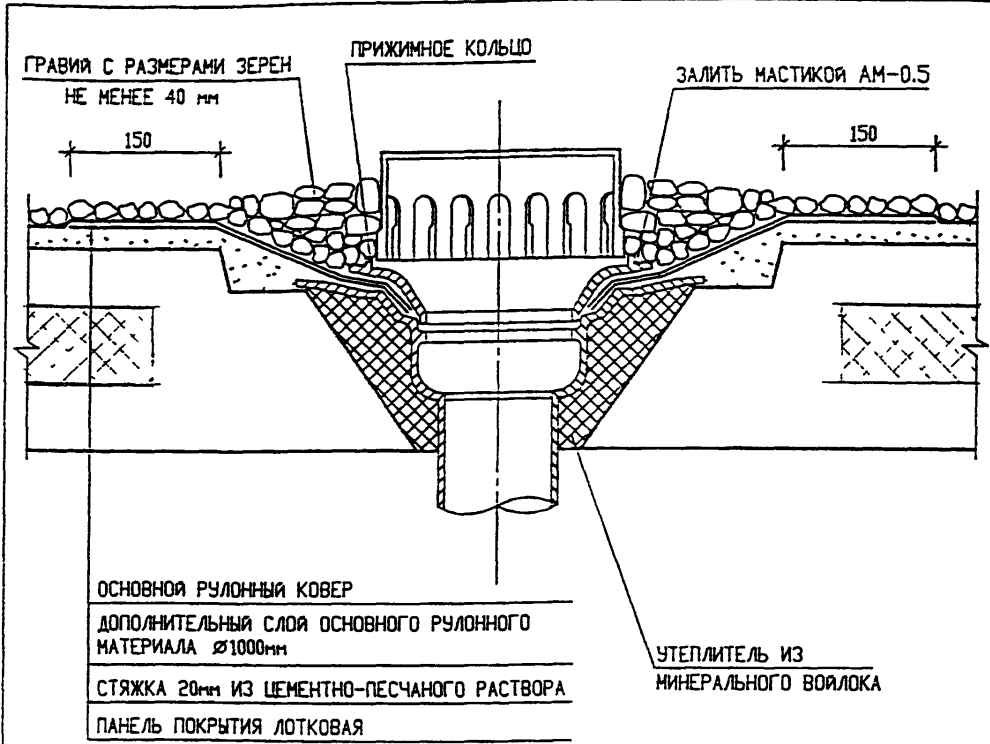 ПРИЖИМНОЕ КОЛЬЦО
ГРАВИЙ С РАЗМЕРАМИ ЗЕРЕН
НЕ МЕНЕЕ 40 мм
ЗАЛИТЬ МАСТИКОЙ АМ-0.5
150
150
ОСНОВНОЙ РУЛОННЫЙ КОВЕР
ДОПОЛНИТЕЛЬНЫЙ СЛОЙ ОСНОВНОГО РУЛОННОГО
МАТЕРИАЛА Ø1000мм
СТЯЖКА 20мм ИЗ ЦЕМЕНТНО-ПЕСЧАНОГО РАСТВОРА
ПАНЕЛЬ ПОКРЫТИЯ ЛОТКОВАЯ
УТЕПЛИТЕЛЬ ИЗ
МИНЕРАЛЬНОГО ВОЙЛОКА